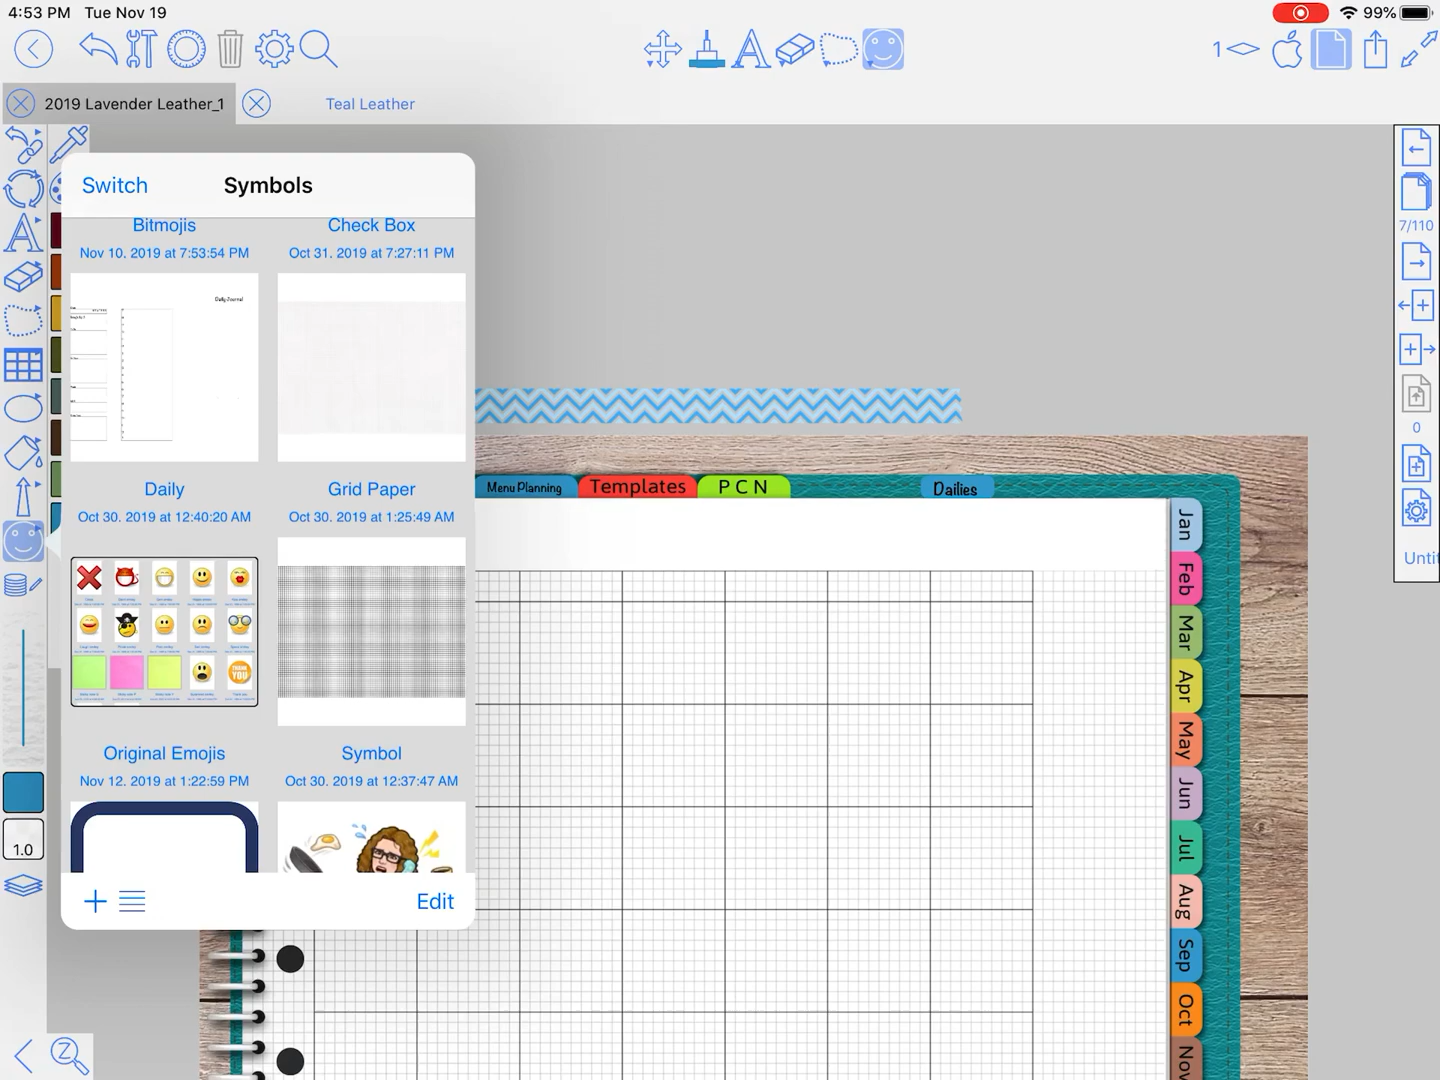 4:53 PM Tue Nov 19
99%
1
2019 Lavender Leather_1
Teal Leather
Switch
Symbols
Bitmojis
Nov 10. 2019 at 7:53:54 PM
Check Box
Oct 31. 2019 at 7:27:11 PM
Daily Journal
Daily
Oct 30. 2019 at 12:40:20 AM
Grid Paper
Oct 30. 2019 at 1:25:49 AM
THANK YOU
Original Emojis
Nov 12. 2019 at 1:22:59 PM
Symbol
Oct 30. 2019 at 12:37:47 AM
Edit
1.0
Z
Menu Planning
Templates
P C N
Dailies
Jan
Feb
Mar
Apr
May
Jun
Jul
Aug
Sep
Oct
Nov
7/110
0
Untit